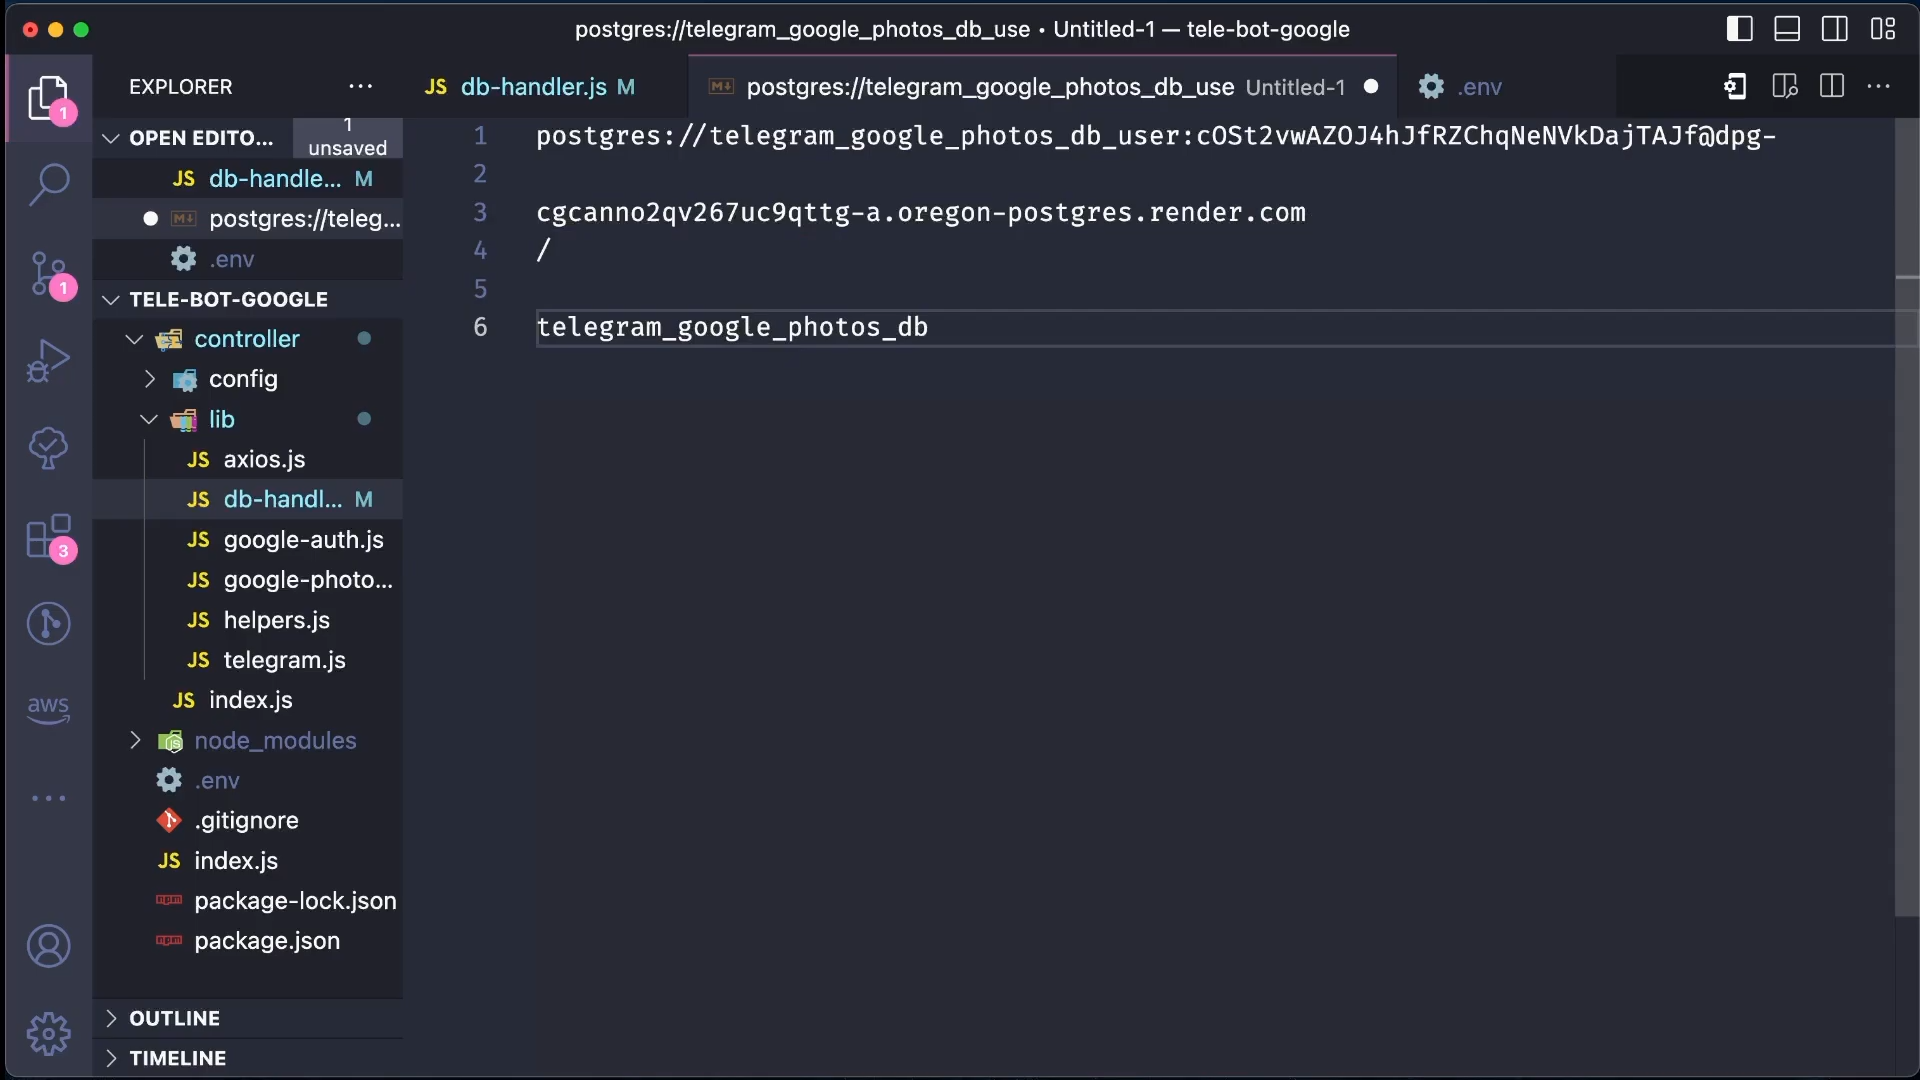 postgres://telegram_google_photos_db_use • Untitled-1 — tele-bot-google
EXPLORER
JS db-handler.js M
postgres://telegram_google_photos_db_use Untitled-1
.env
OPEN EDITO...
1 unsaved
JS db-handle... M
postgres://teleg...
.env
TELE-BOT-GOOGLE
controller
config
lib
JS axios.js
JS db-handl... M
JS google-auth.js
JS google-photo...
JS helpers.js
JS telegram.js
JS index.js
node_modules
.env
.gitignore
JS index.js
package-lock.json
package.json
OUTLINE
TIMELINE
1
1
3
aws
1 postgres://telegram_google_photos_db_user:cOSt2vwAZOJ4hJfRZChqNeNVkDajTAJf@dpg-
2
3 cgcanno2qv267uc9qttg-a.oregon-postgres.render.com
4 /
5
6 telegram_google_photos_db